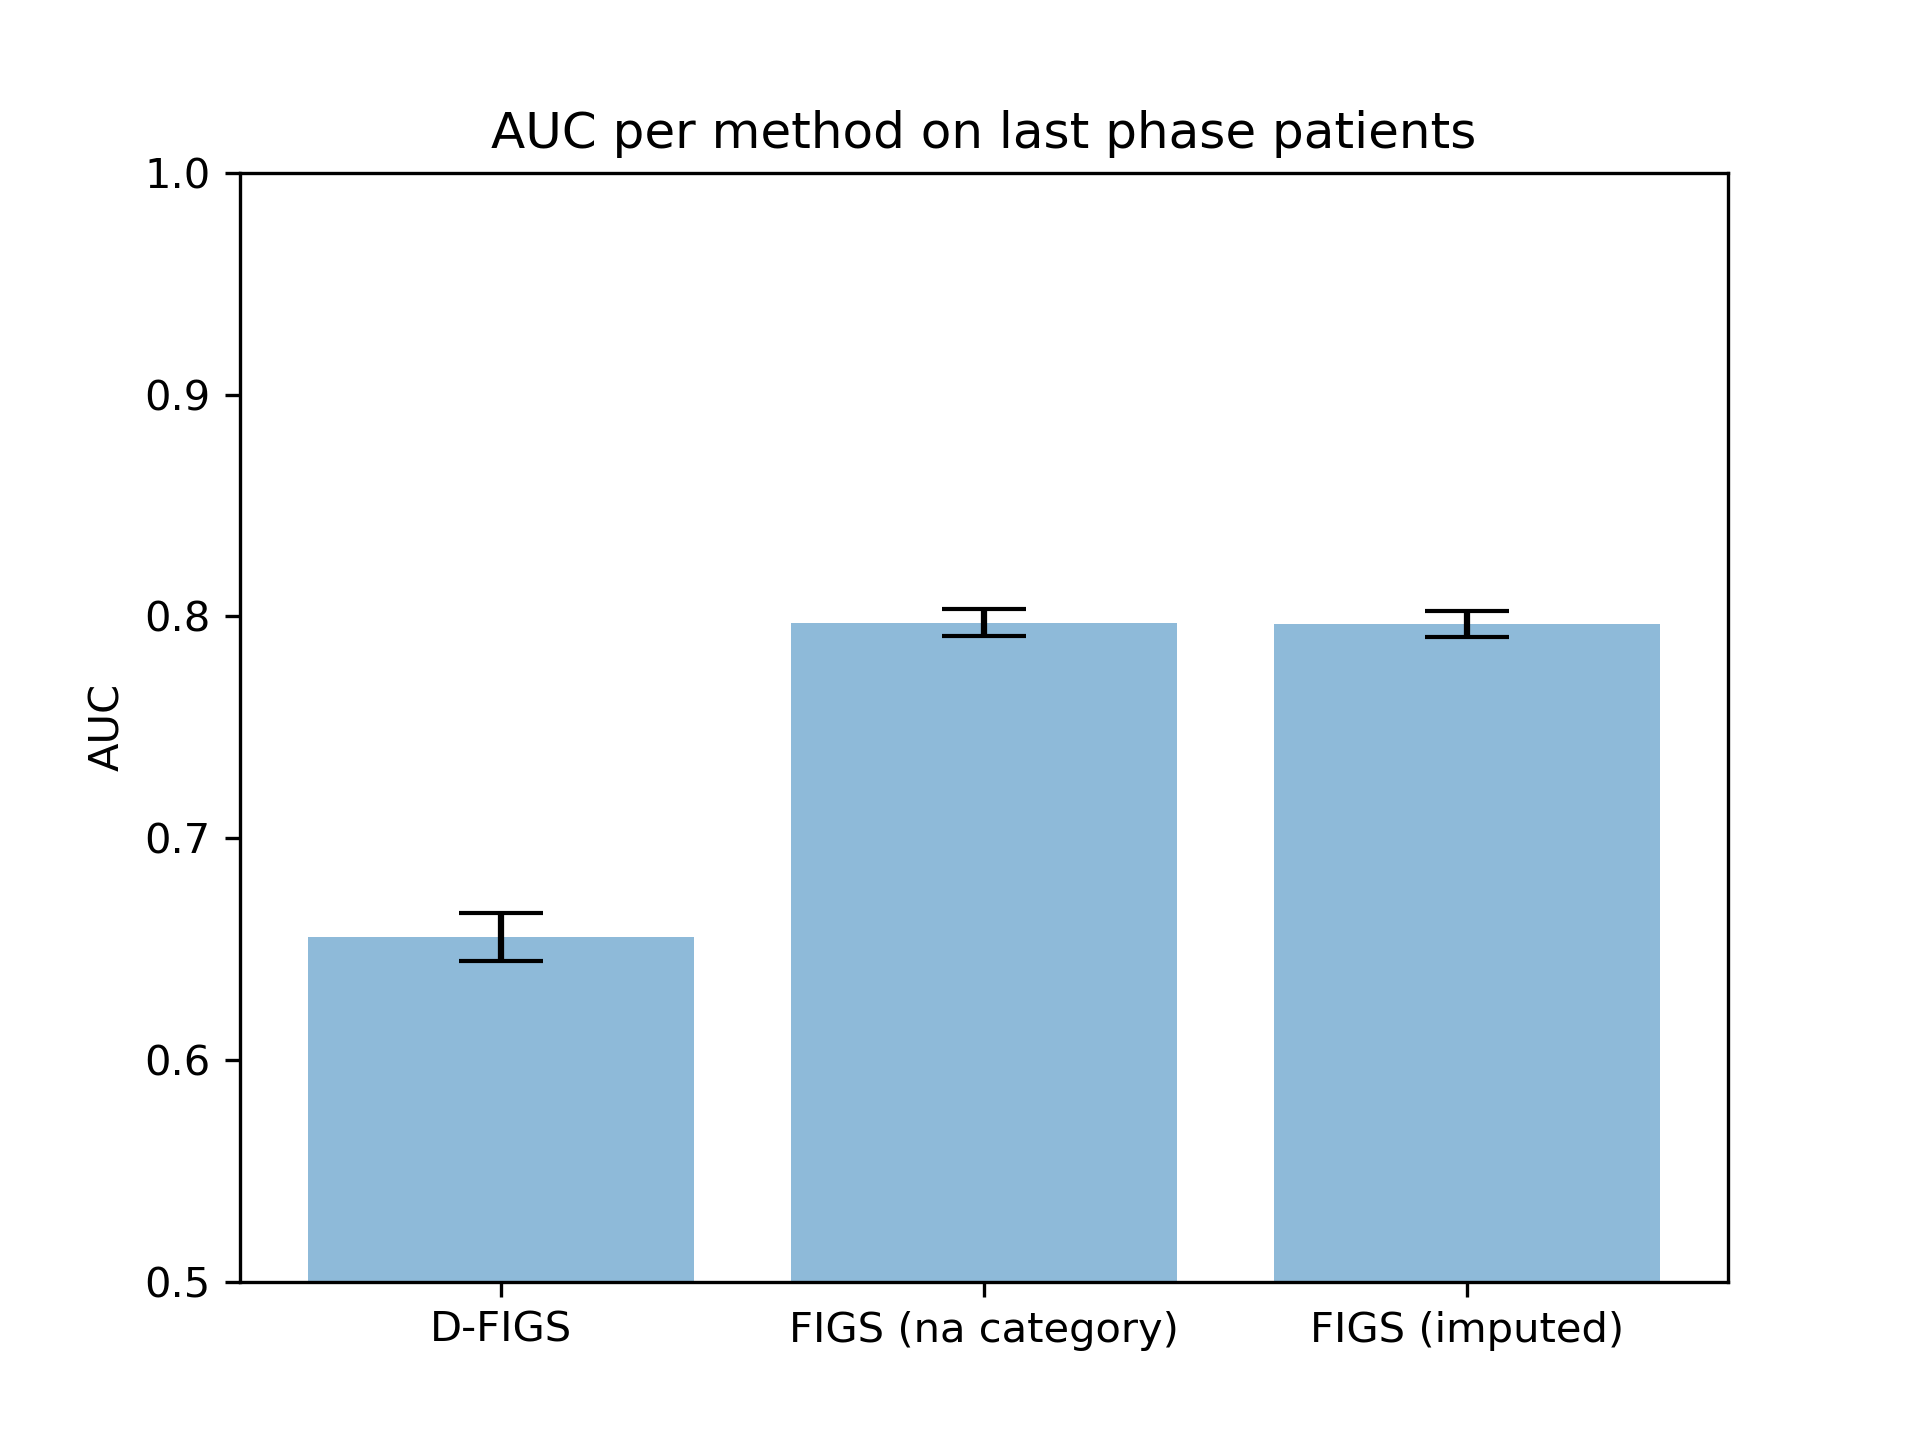 AUC per method on last phase patients
1.0
0.9
0.8
0.7
0.6
0.5
AUC
D-FIGS
FIGS (na category)
FIGS (imputed)